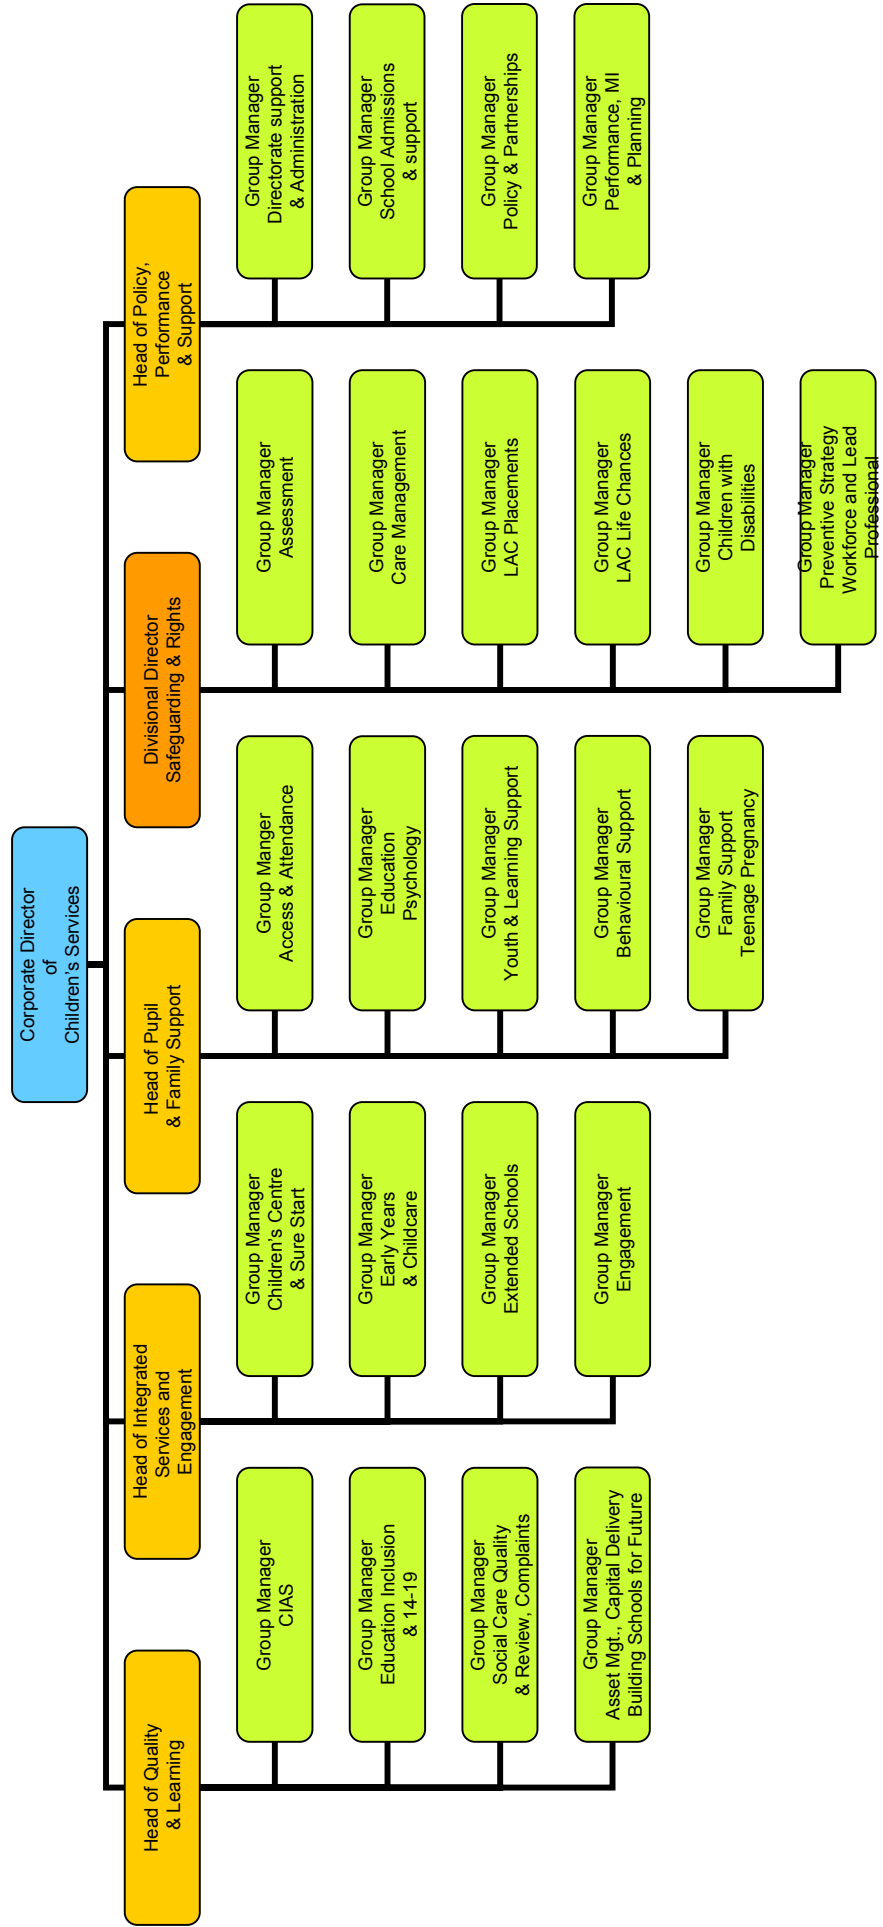 Corporate Director
of
Children's Services
Head of Quality
& Learning
Head of Integrated
Services and
Engagement
Head of Pupil
& Family Support
Divisional Director
Safeguarding & Rights
Head of Policy,
Performance
& Support
Group Manager
CIAS
Group Manager
Education Inclusion
& 14-19
Group Manager
Social Care Quality
& Review, Complaints
Group Manager
Asset Mgt., Capital Delivery
Building Schools for Future
Group Manager
Children's Centre
& Sure Start
Group Manager
Early Years
& Childcare
Group Manager
Extended Schools
Group Manager
Engagement
Group Manger
Access & Attendance
Group Manager
Education
Psychology
Group Manager
Youth & Learning Support
Group Manager
Behavioural Support
Group Manager
Family Support
Teenage Pregnancy
Group Manager
Assessment
Group Manager
Care Management
Group Manager
LAC Placements
Group Manager
LAC Life Chances
Group Manager
Children with
Disabilities
Group Manager
Preventive Strategy
Workforce and Lead
Professional
Group Manager
Directorate support
& Administration
Group Manager
School Admissions
& support
Group Manager
Policy & Partnerships
Group Manager
Performance, MI
& Planning